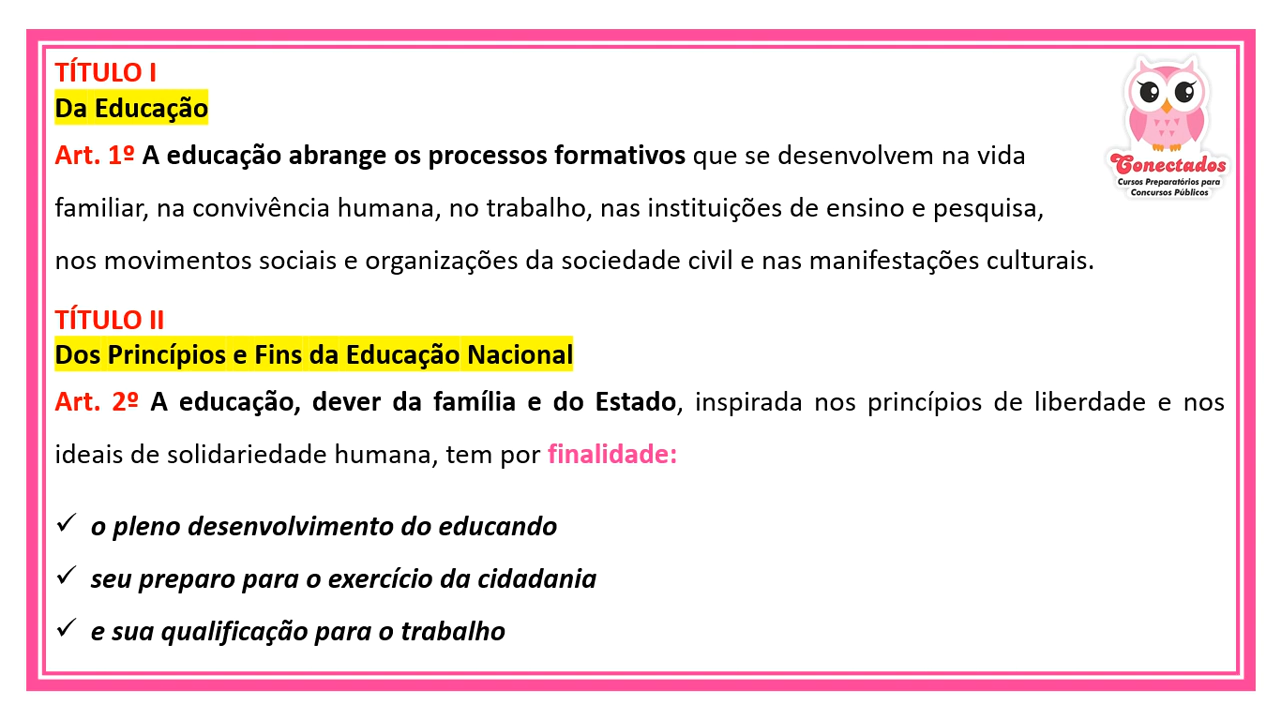 TÍTULO I
Da Educação
Art. 1º A educação abrange os processos formativos que se desenvolvem na vida
familiar, na convivência humana, no trabalho, nas instituições de ensino e pesquisa,
nos movimentos sociais e organizações da sociedade civil e nas manifestações culturais.
Conectados
Cursos Preparatórios para
Concursos Públicos
TÍTULO II
Dos Princípios e Fins da Educação Nacional
Art. 2º A educação, dever da família e do Estado, inspirada nos princípios de liberdade e nos
ideais de solidariedade humana, tem por finalidade:
✓ o pleno desenvolvimento do educando
✓ seu preparo para o exercício da cidadania
✓ e sua qualificação para o trabalho